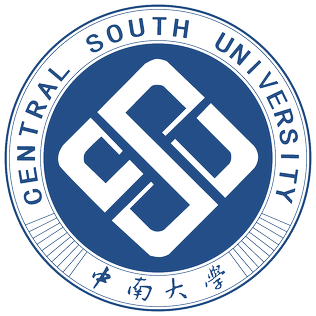 CENTRAL SOUTH UNIVERSITY
中南大學